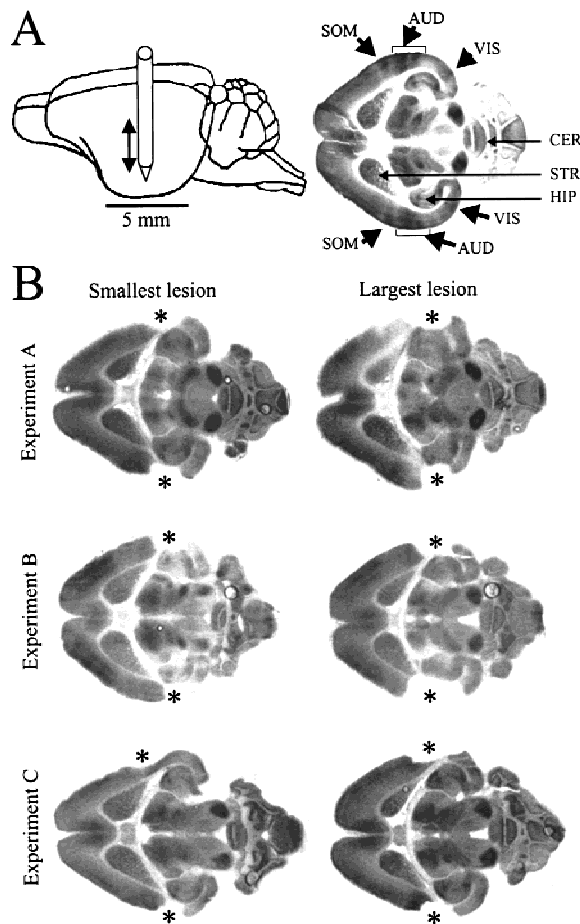 A
SOM
AUD
VIS
CER
STR
HIP
VIS
SOM
AUD
5 mm
B
Smallest lesion
Largest lesion
Experiment A
*
*
*
*
Experiment B
*
*
*
*
Experiment C
*
*
*
*